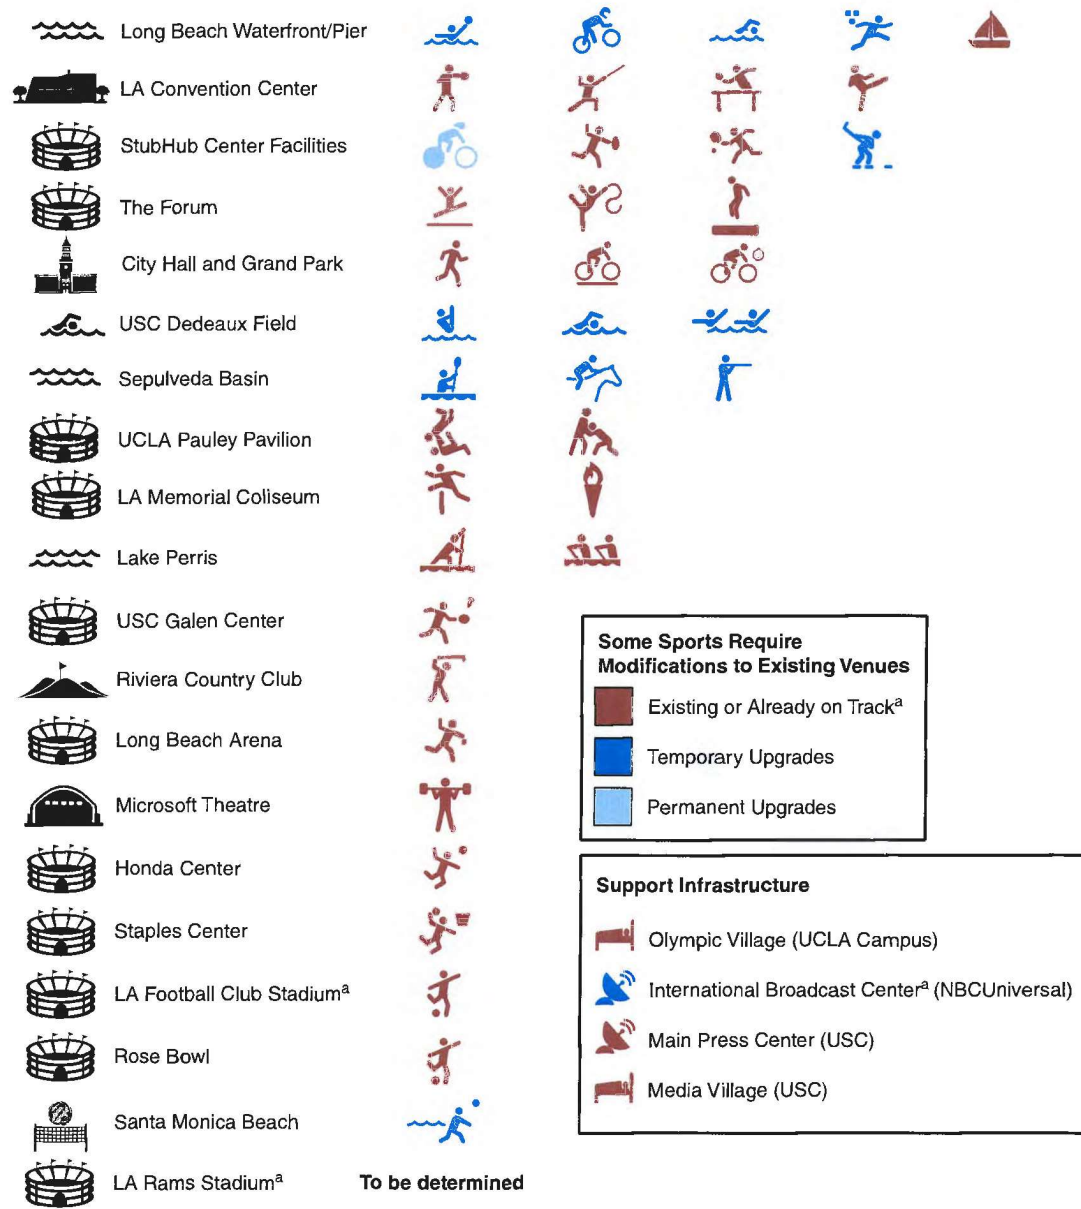 Long Beach Waterfront/Pier
LA Convention Center
StubHub Center Facilities
The Forum
City Hall and Grand Park
USC Dedeaux Field
Sepulveda Basin
UCLA Pauley Pavilion
LA Memorial Coliseum
Lake Perris
USC Galen Center
Riviera Country Club
Long Beach Arena
Microsoft Theatre
Honda Center
Staples Center
LA Football Club Stadiumᵃ
Rose Bowl
Santa Monica Beach
LA Rams Stadiumᵃ
To be determined
Some Sports Require
Modifications to Existing Venues
Existing or Already on Trackᵃ
Temporary Upgrades
Permanent Upgrades
Support Infrastructure
Olympic Village (UCLA Campus)
International Broadcast Centerᵃ (NBCUniversal)
Main Press Center (USC)
Media Village (USC)